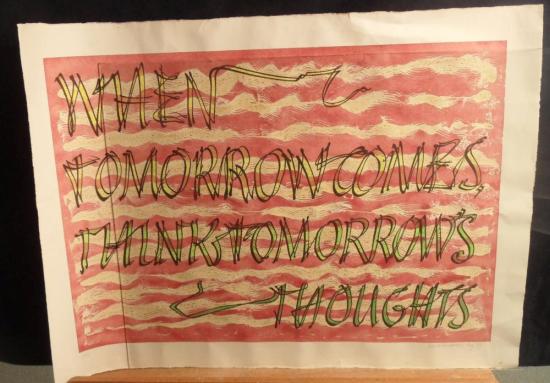 WHEN
TOMORROW COMES,
THINK TOMORROW'S
THOUGHTS